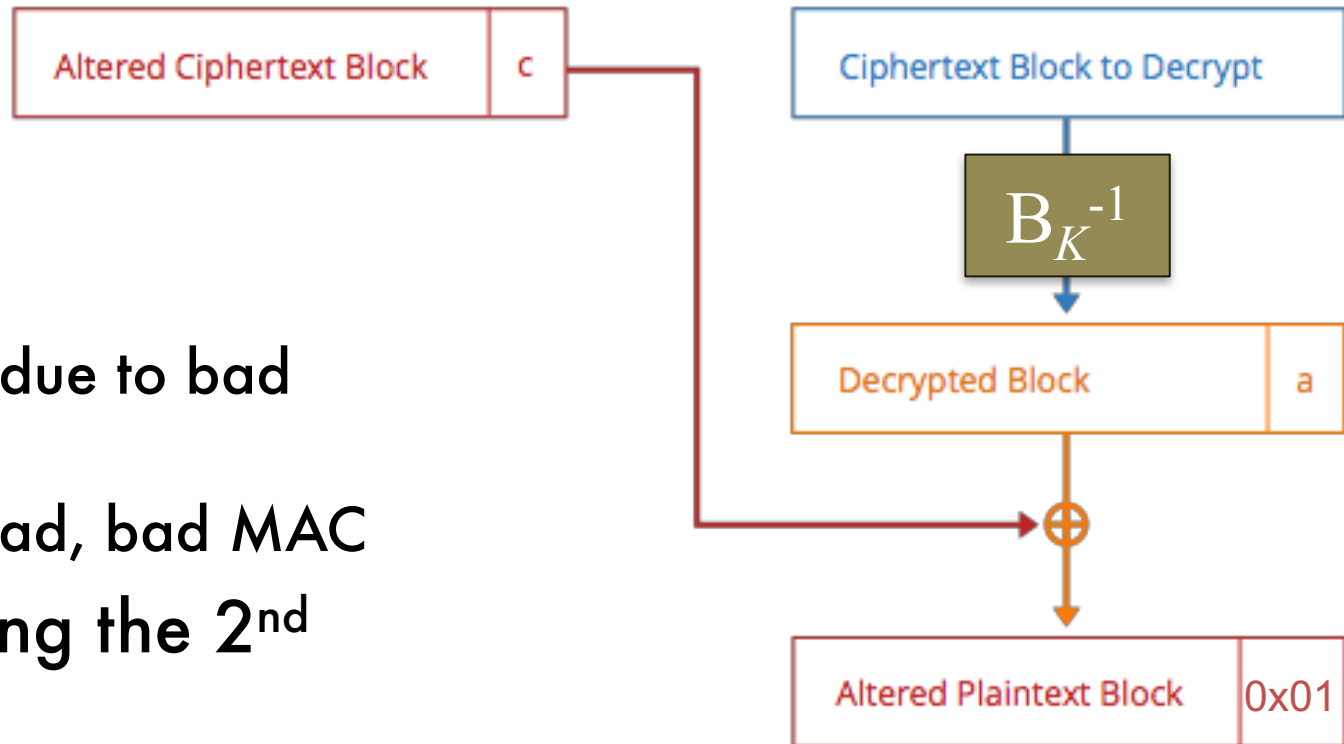 Altered Ciphertext Block c
Ciphertext Block to Decrypt
B_K^-1
due to bad
Decrypted Block a
ad, bad MAC
ng the 2nd
Altered Plaintext Block 0x01